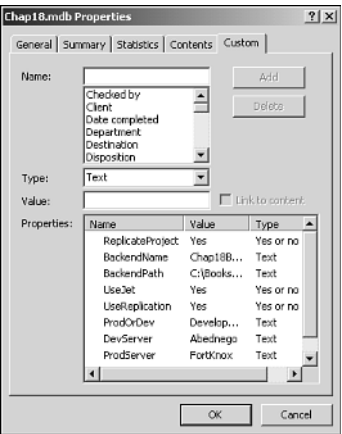 Chap18.mdb Properties
General Summary Statistics Contents Custom
Name:
Add
Checked by
Client
Date completed
Department
Destination
Disposition
Delete
Type: Text
Value: Link to content
Properties: Name Value Type
ReplicateProject Yes Yes or no
BackendName Chap18B... Text
BackendPath C:\Books... Text
UseJet Yes Yes or no
UseReplication Yes Yes or no
ProdOrDev Develop... Text
DevServer Abednego Text
ProdServer FortKnox Text
OK Cancel